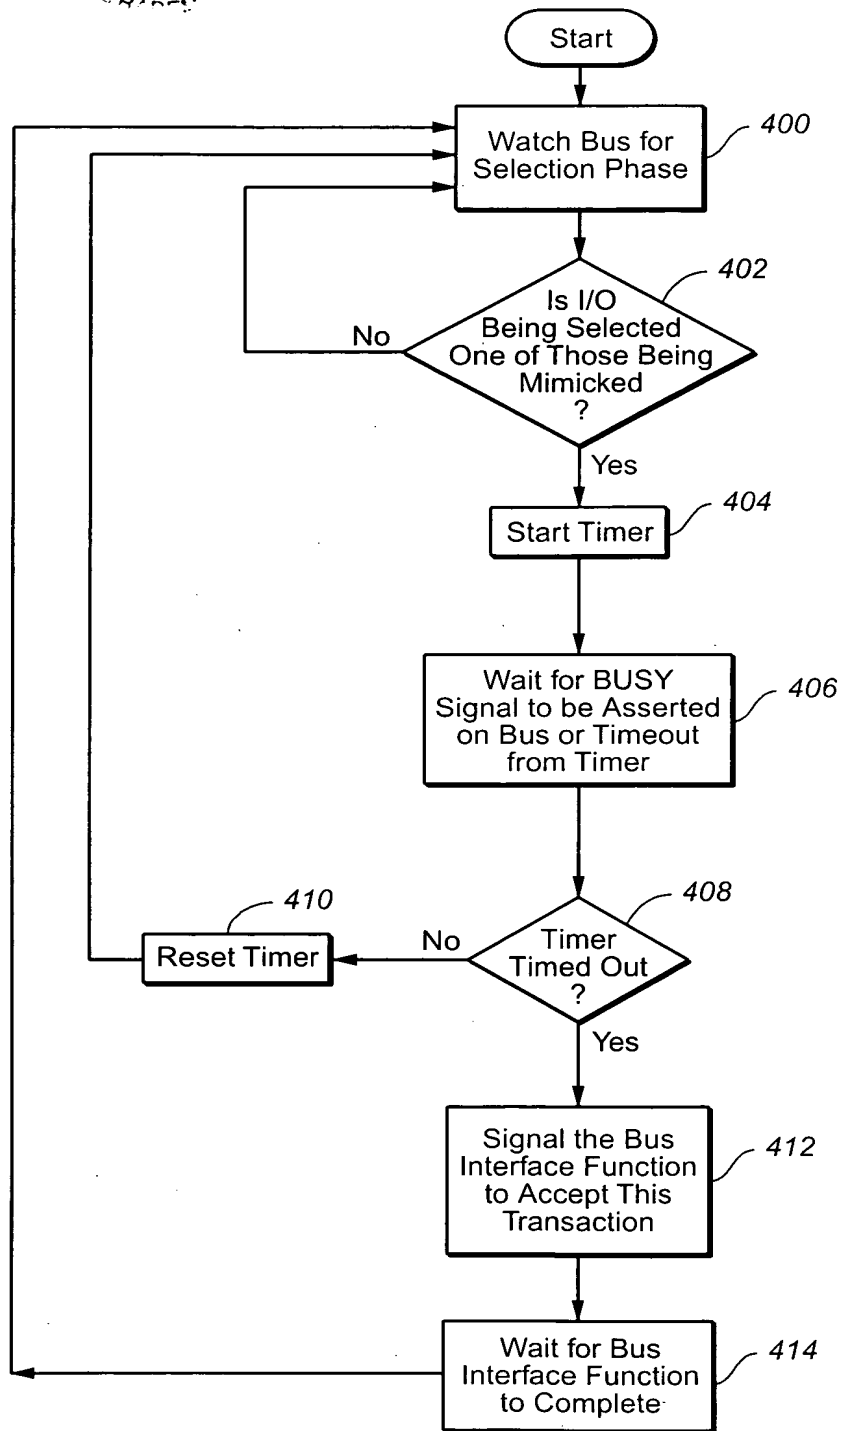 Start
Watch Bus for
Selection Phase
400
402
Is I/O
Being Selected
One of Those Being
Mimicked
?
No
Yes
404
Start Timer
Wait for BUSY
Signal to be Asserted
on Bus or Timeout
from Timer
406
408
410
Reset Timer
No
Timer
Timed Out
?
Yes
Signal the Bus
Interface Function
to Accept This
Transaction
412
Wait for Bus
Interface Function
to Complete
414